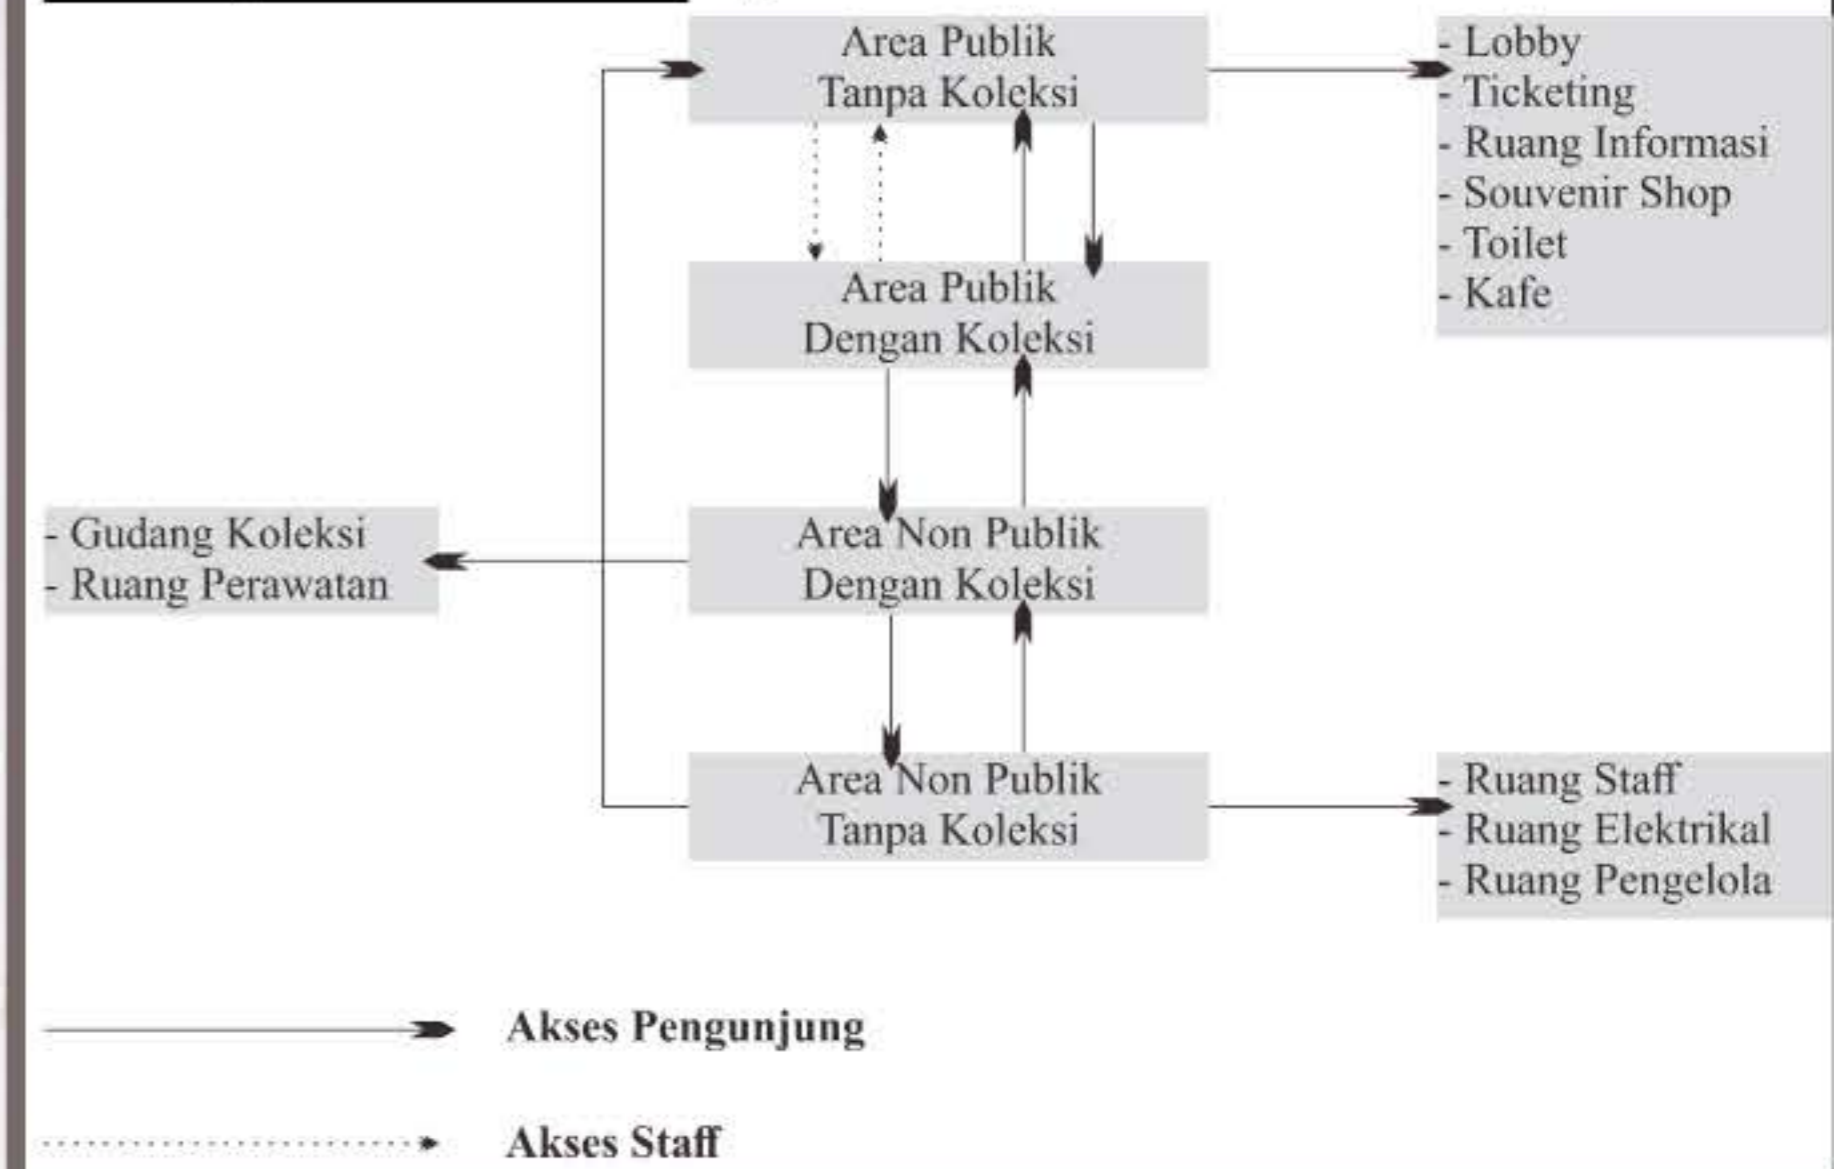 Area Publik
Tanpa Koleksi
- Lobby
- Ticketing
- Ruang Informasi
- Souvenir Shop
- Toilet
- Kafe
Area Publik
Dengan Koleksi
- Gudang Koleksi
- Ruang Perawatan
Area Non Publik
Dengan Koleksi
Area Non Publik
Tanpa Koleksi
- Ruang Staff
- Ruang Elektrikal
- Ruang Pengelola
Akses Pengunjung
Akses Staff